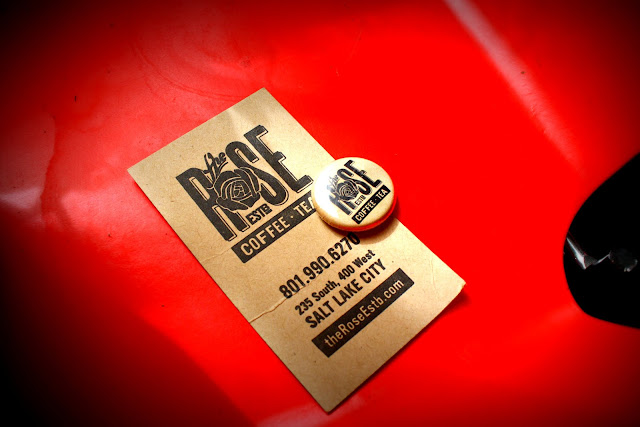 the
ROSE
ESTB
COFFEE · TEA
the
ROSE
ESTB
COFFEE · TEA
801.990.6270
235 South, 400 West
SALT LAKE CITY
theRoseEstb.com